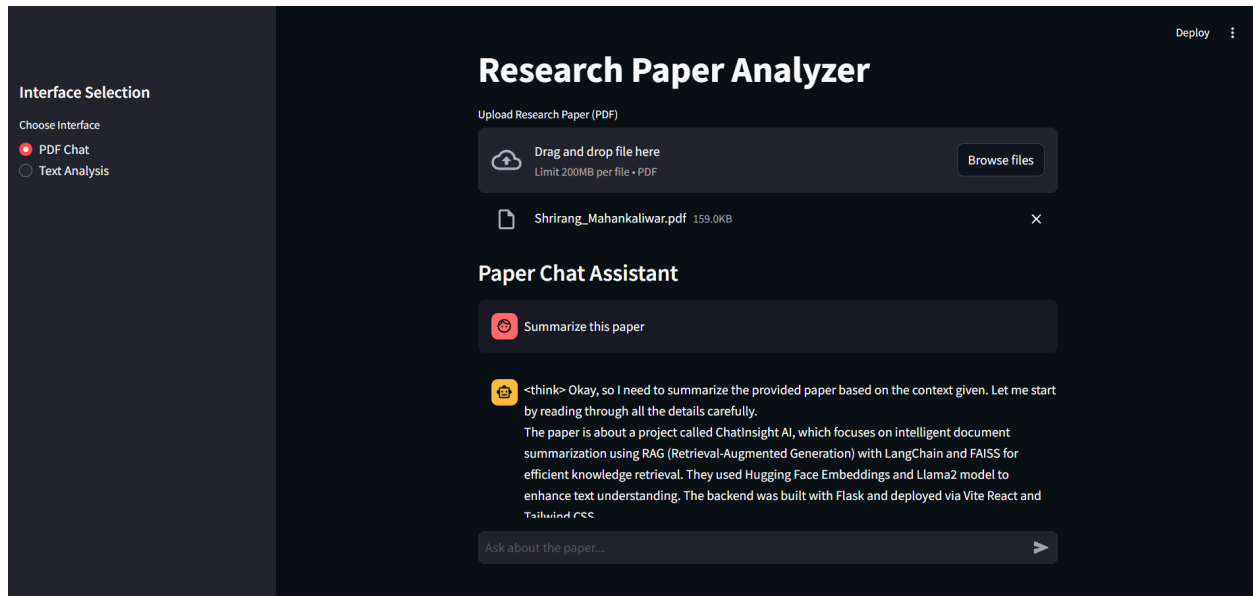 Deploy
Interface Selection
Choose Interface
PDF Chat
Text Analysis
Research Paper Analyzer
Upload Research Paper (PDF)
Drag and drop file here
Limit 200MB per file • PDF
Browse files
Shrirang_Mahankaliwar.pdf 159.0KB
Paper Chat Assistant
Summarize this paper
<think> Okay, so I need to summarize the provided paper based on the context given. Let me start
by reading through all the details carefully.
The paper is about a project called ChatInsight AI, which focuses on intelligent document
summarization using RAG (Retrieval-Augmented Generation) with LangChain and FAISS for
efficient knowledge retrieval. They used Hugging Face Embeddings and Llama2 model to
enhance text understanding. The backend was built with Flask and deployed via Vite React and
Tailwind CSS
Ask about the paper...